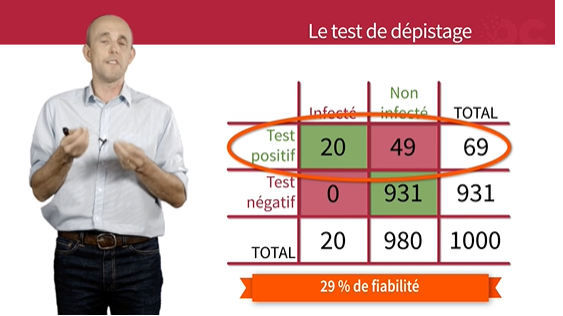 Le test de dépistage
Non
Infecté infecté TOTAL
Test
positif 20 49 69
Test
négatif 0 931 931
TOTAL 20 980 1000
29 % de fiabilité